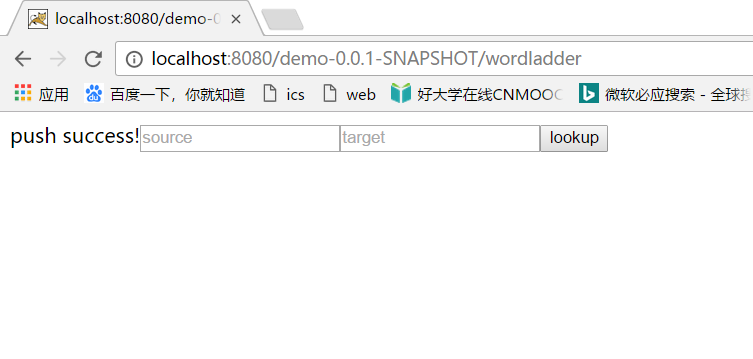 localhost:8080/demo-0
localhost:8080/demo-0.0.1-SNAPSHOT/wordladder
应用 百度一下，你就知道 ics web 好大学在线CNMOOC 微软必应搜索 - 全球搜
push success! source target lookup